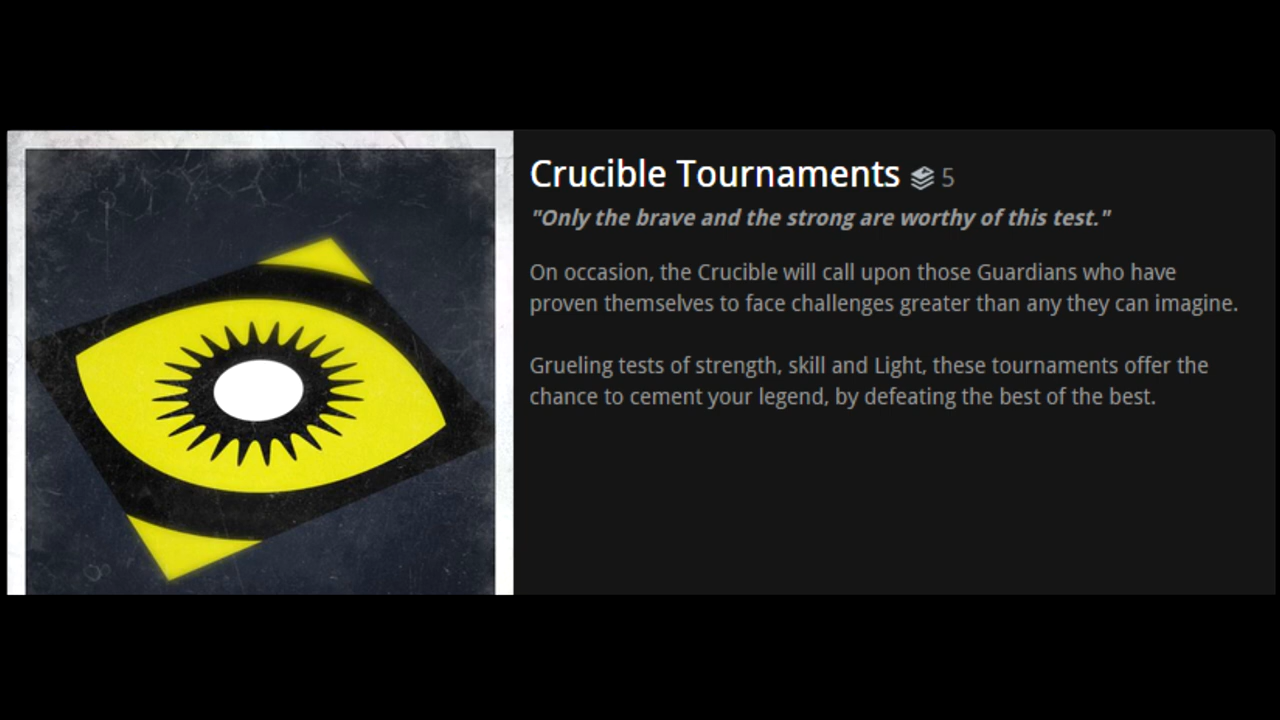 Crucible Tournaments 5
"Only the brave and the strong are worthy of this test."
On occasion, the Crucible will call upon those Guardians who have
proven themselves to face challenges greater than any they can imagine.
Grueling tests of strength, skill and Light, these tournaments offer the
chance to cement your legend, by defeating the best of the best.